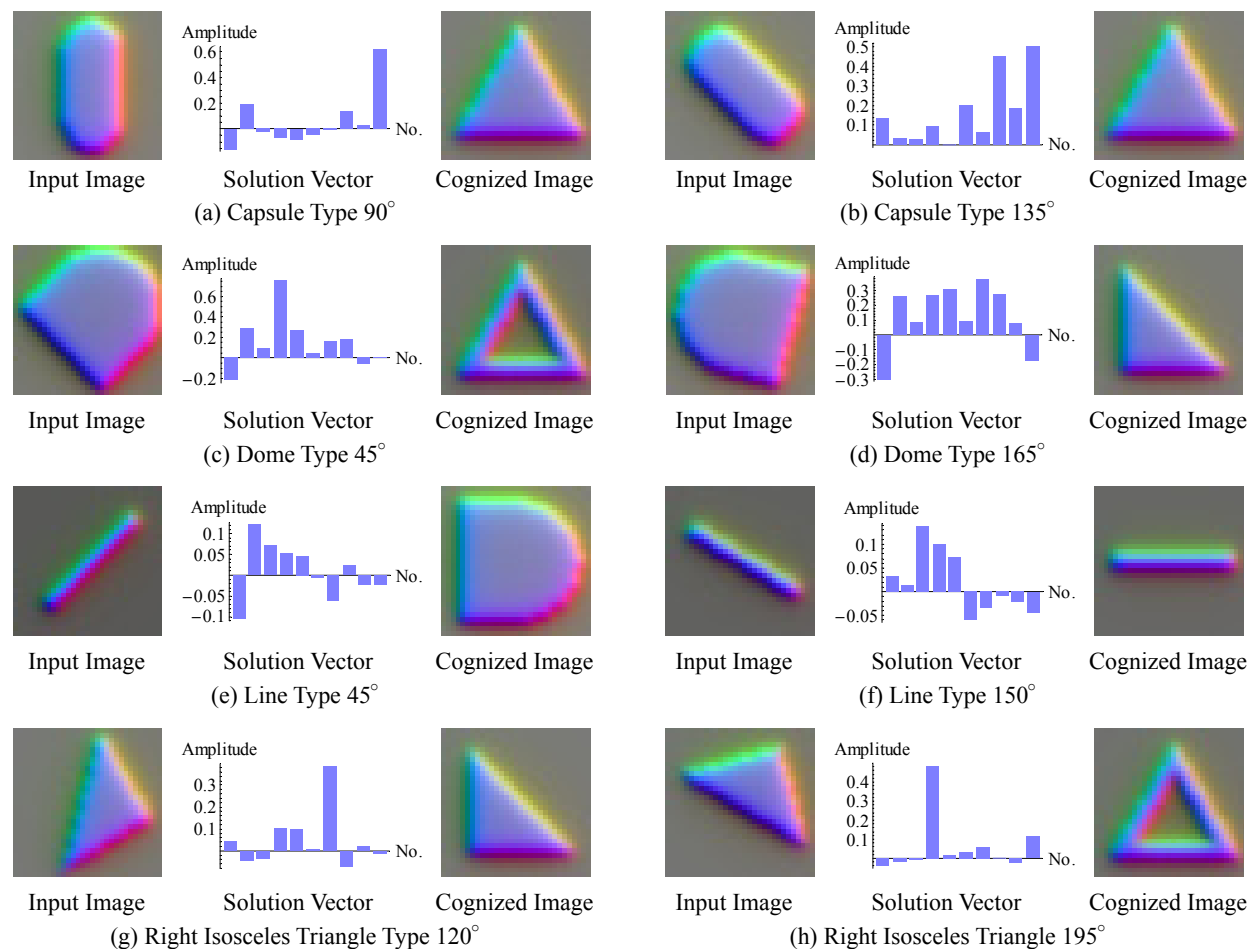 Amplitude
0.6
0.4
0.2
No.
Input Image Solution Vector Cognized Image
(a) Capsule Type 90°
Amplitude
0.5
0.4
0.3
0.2
0.1
No.
Input Image Solution Vector Cognized Image
(b) Capsule Type 135°
Amplitude
0.6
0.4
0.2
−0.2
No.
Input Image Solution Vector Cognized Image
(c) Dome Type 45°
Amplitude
0.3
0.2
0.1
−0.1
−0.2
−0.3
No.
Input Image Solution Vector Cognized Image
(d) Dome Type 165°
Amplitude
0.1
0.05
−0.05
−0.1
No.
Input Image Solution Vector Cognized Image
(e) Line Type 45°
Amplitude
0.1
0.05
−0.05
No.
Input Image Solution Vector Cognized Image
(f) Line Type 150°
Amplitude
0.3
0.2
0.1
No.
Input Image Solution Vector Cognized Image
(g) Right Isosceles Triangle Type 120°
Amplitude
0.4
0.3
0.2
0.1
No.
Input Image Solution Vector Cognized Image
(h) Right Isosceles Triangle 195°